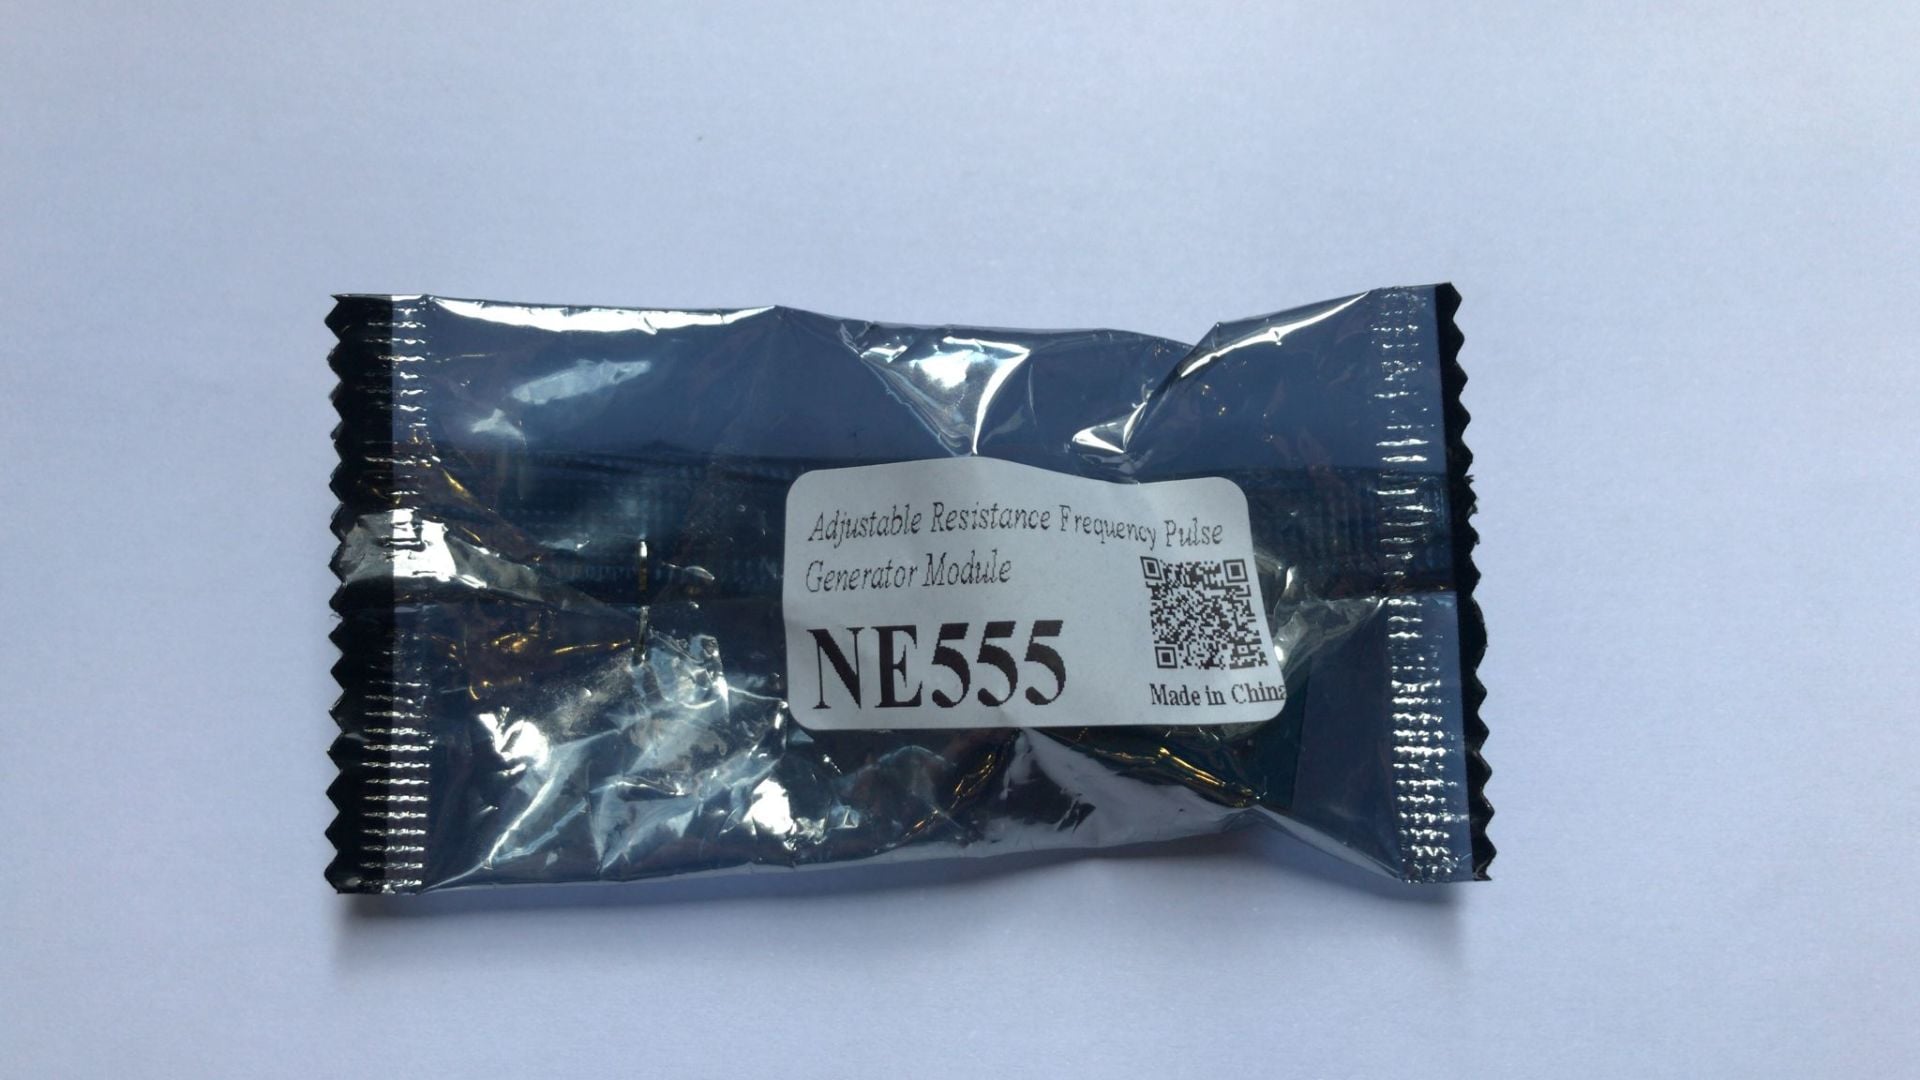 Adjustable Resistance Frequency Pulse
Generator Module
NE555
Made in China